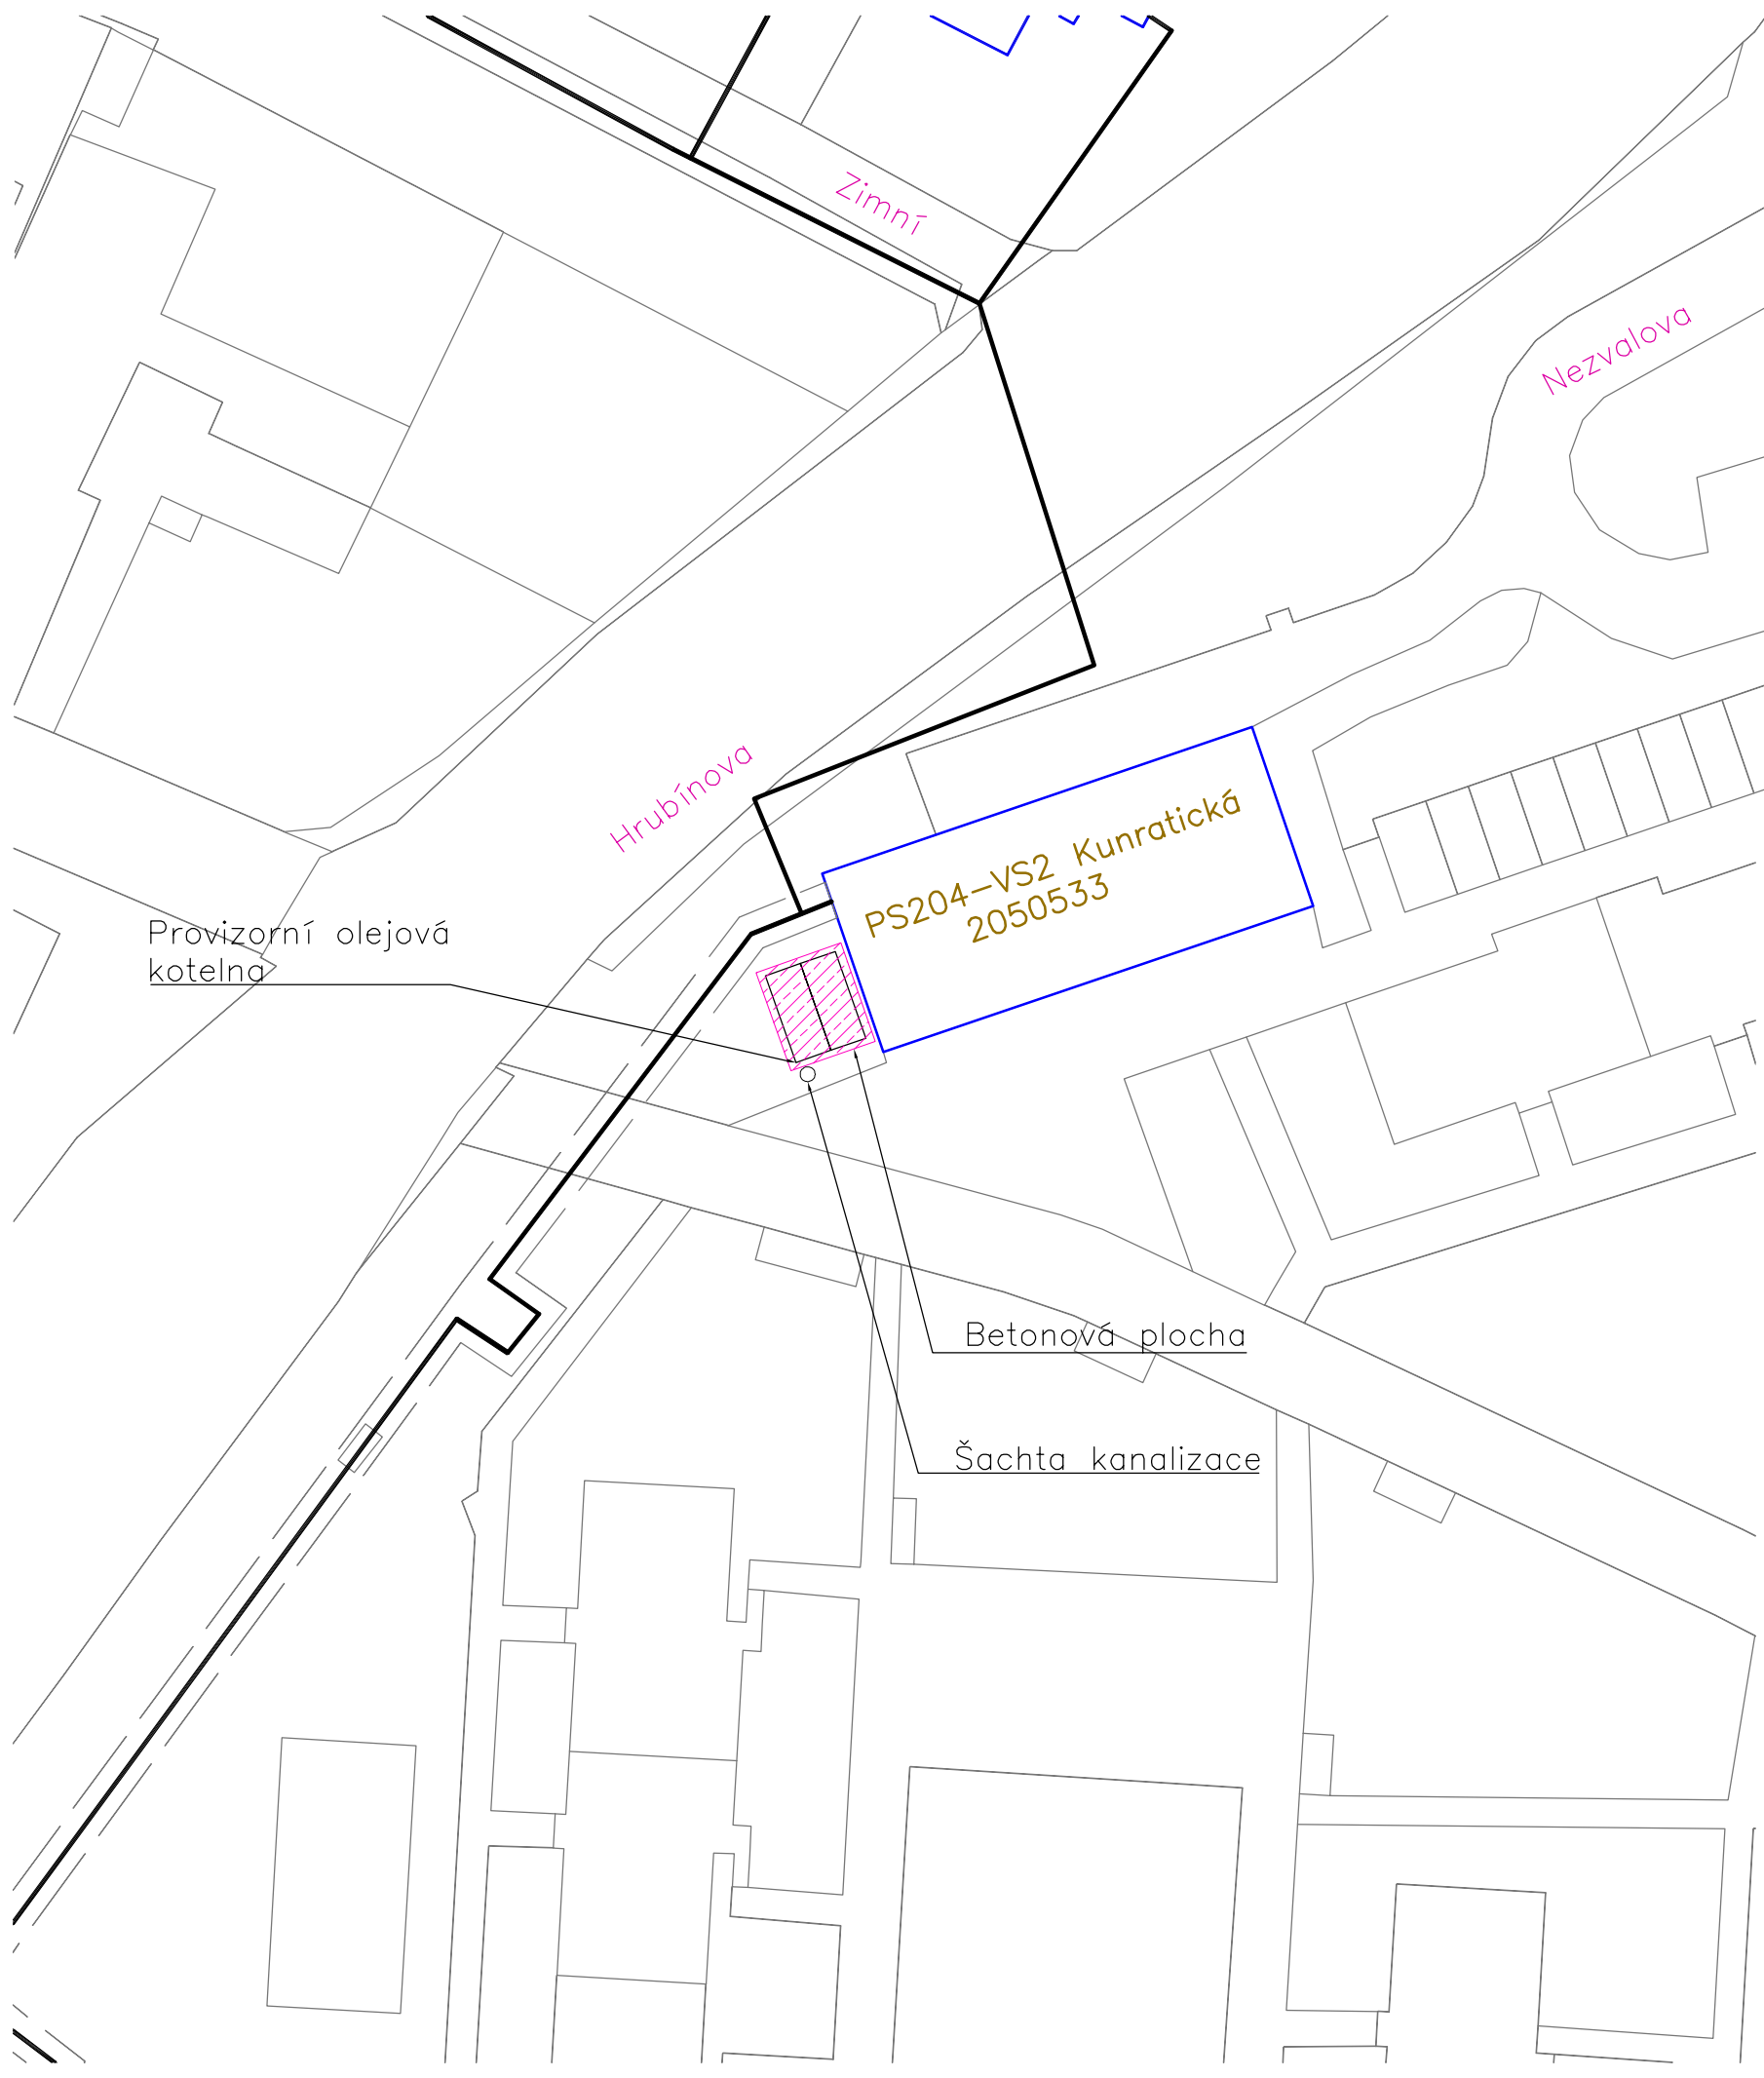 Zimní
Nezvalova
Hrubínova
PS204-VS2 Kunratická
2050533
Provizorní olejová
kotelna
Betonová plocha
Šachta kanalizace